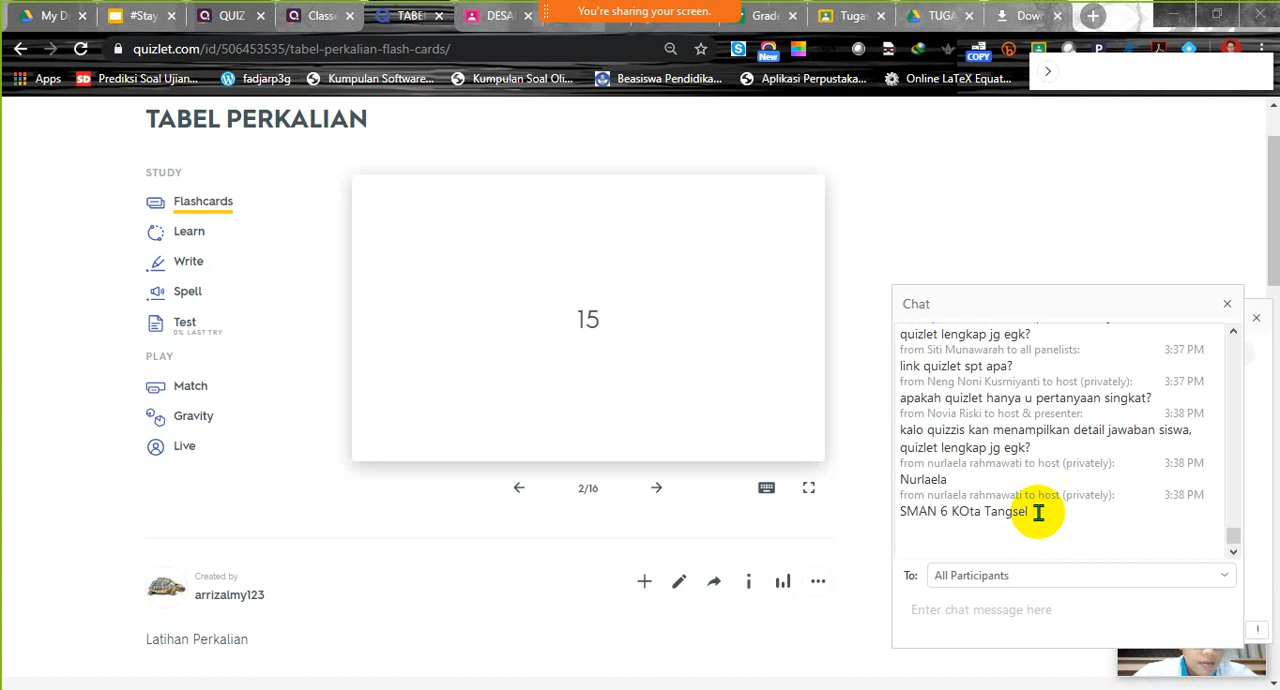 My D
#Stay
QUIZ
Classe
TABE
DESAI
You're sharing your screen.
Grade
Tugas
TUGA
Down
quizlet.com/id/506453535/tabel-perkalian-flash-cards/
New
COPY
Apps
Prediksi Soal Ujian...
fadjarp3g
Kumpulan Software...
Kumpulan Soal Oli...
Beasiswa Pendidika...
Aplikasi Perpustaka...
Online LaTeX Equat...
TABEL PERKALIAN
STUDY
Flashcards
Learn
Write
Spell
Test
0% LAST TRY
PLAY
Match
Gravity
Live
15
2/16
Created by
arrizalmy123
Latihan Perkalian
Chat
quizlet lengkap jg egk?
from Siti Munawarah to all panelists: 3:37 PM
link quizlet spt apa?
from Neng Noni Kusmiyanti to host (privately): 3:37 PM
apakah quizlet hanya u pertanyaan singkat?
from Novia Riski to host & presenter: 3:38 PM
kalo quizzis kan menampilkan detail jawaban siswa,
quizlet lengkap jg egk?
from nurlaela rahmawati to host (privately): 3:38 PM
Nurlaela
from nurlaela rahmawati to host (privately): 3:38 PM
SMAN 6 KOta Tangsel
To: All Participants
Enter chat message here